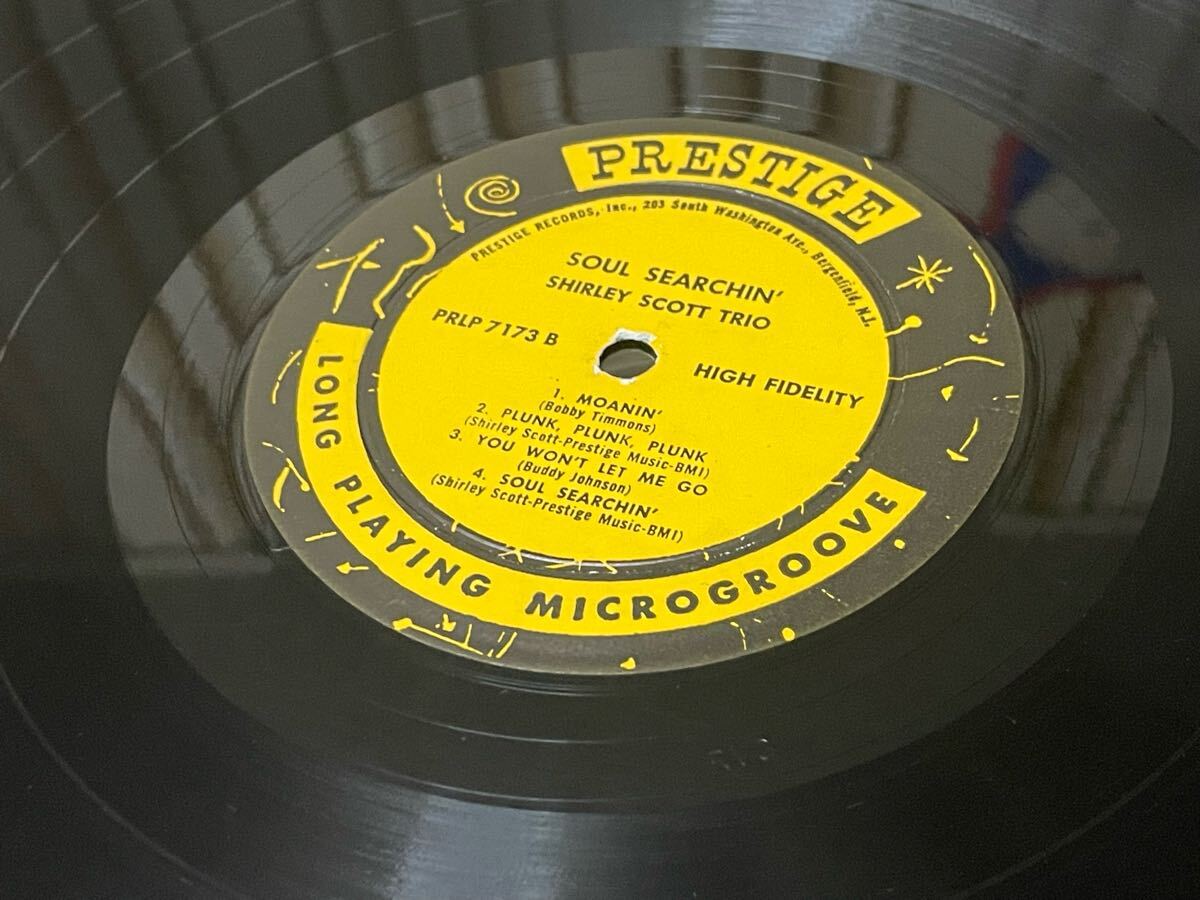 PRESTIGE
PRESTIGE RECORDS, Inc., 203 South Washington Ave., Bergenfield, N.J.
SOUL SEARCHIN'
SHIRLEY SCOTT TRIO
PRLP 7173 B
HIGH FIDELITY
1. MOANIN'
(Bobby Timmons)
2. PLUNK, PLUNK, PLUNK
(Shirley Scott-Prestige Music-BMI)
3. YOU WON'T LET ME GO
(Buddy Johnson)
4. SOUL SEARCHIN'
(Shirley Scott-Prestige Music-BMI)
LONG PLAYING MICROGROOVE